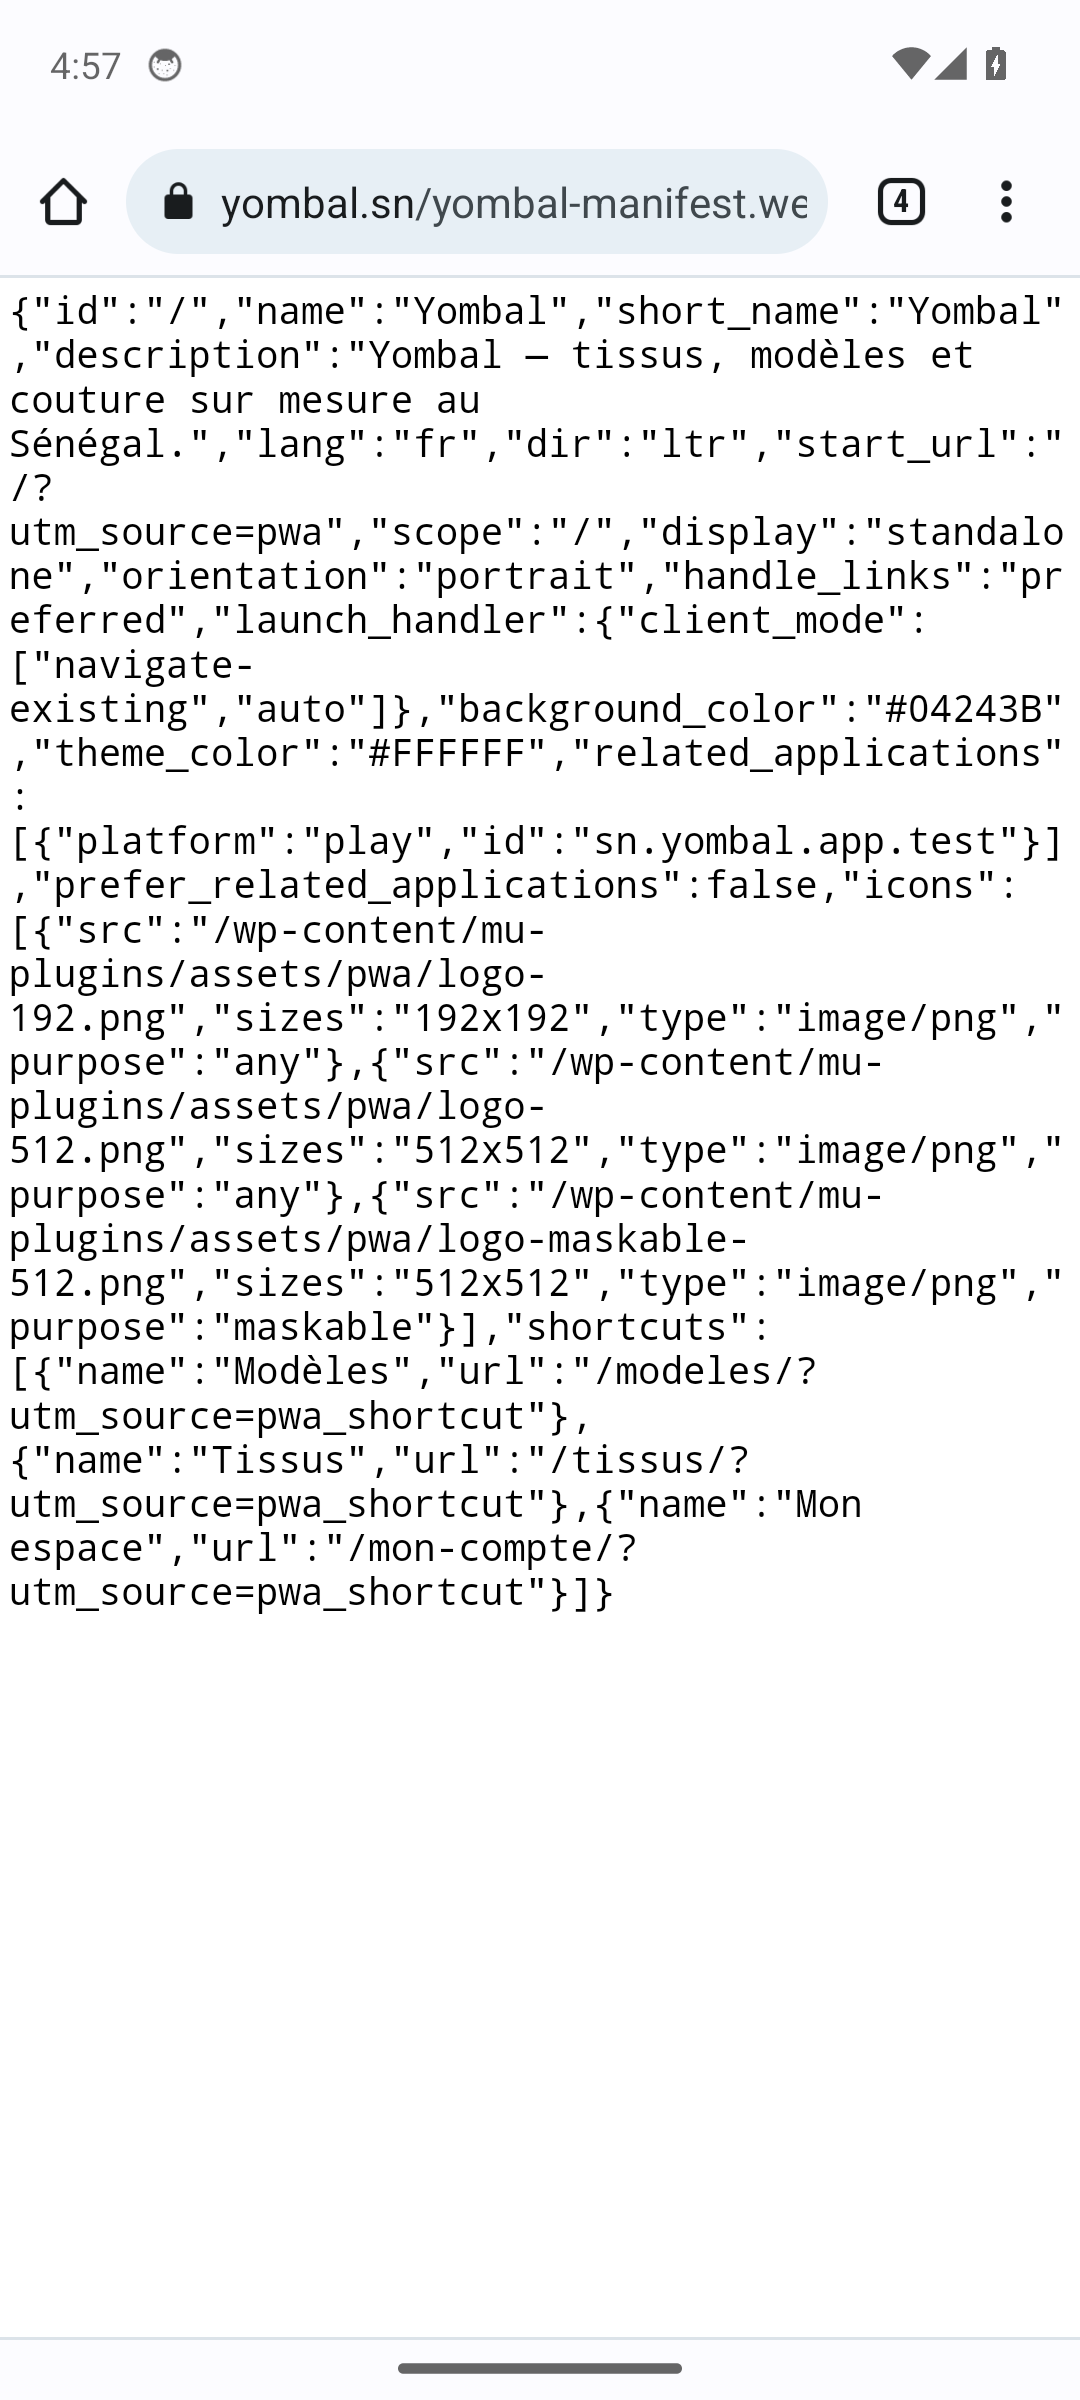 4:57
yombal.sn/yombal-manifest.we
4
{"id":"/","name":"Yombal","short_name":"Yombal"
,"description":"Yombal — tissus, modèles et
couture sur mesure au
Sénégal.","lang":"fr","dir":"ltr","start_url":"
/?
utm_source=pwa","scope":"/","display":"standalo
ne","orientation":"portrait","handle_links":"pr
eferred","launch_handler":{"client_mode":
["navigate-
existing","auto"]},"background_color":"#04243B"
,"theme_color":"#FFFFFF","related_applications"
:
[{"platform":"play","id":"sn.yombal.app.test"}]
,"prefer_related_applications":false,"icons":
[{"src":"/wp-content/mu-
plugins/assets/pwa/logo-
192.png","sizes":"192x192","type":"image/png","
purpose":"any"},{"src":"/wp-content/mu-
plugins/assets/pwa/logo-
512.png","sizes":"512x512","type":"image/png","
purpose":"any"},{"src":"/wp-content/mu-
plugins/assets/pwa/logo-maskable-
512.png","sizes":"512x512","type":"image/png","
purpose":"maskable"}],"shortcuts":
[{"name":"Modèles","url":"/modeles/?
utm_source=pwa_shortcut"},
{"name":"Tissus","url":"/tissus/?
utm_source=pwa_shortcut"},{"name":"Mon
espace","url":"/mon-compte/?
utm_source=pwa_shortcut"}]}